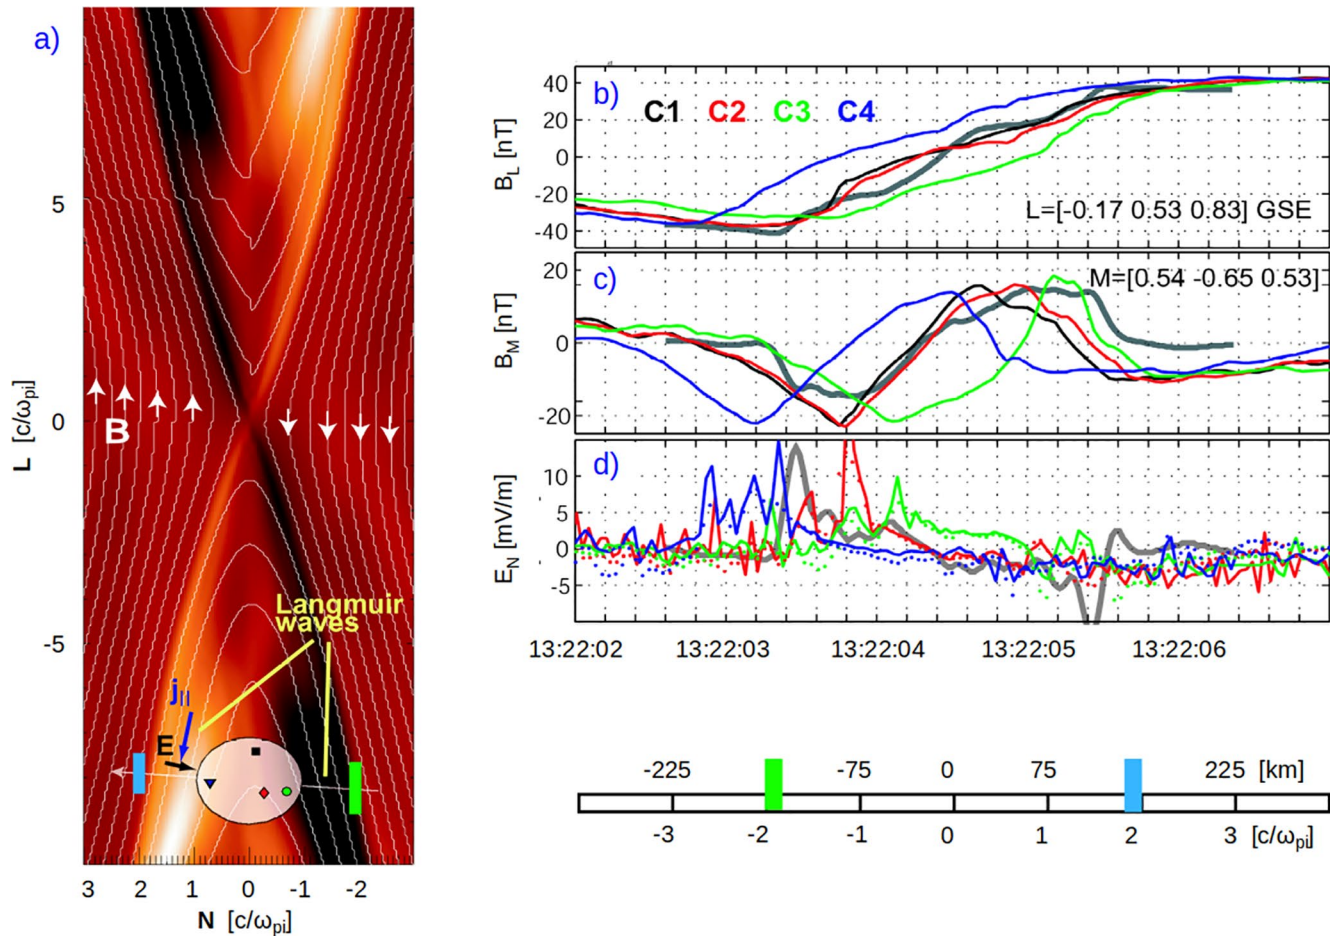 a)
5
0
-5
L [c/ωpi]
B
Langmuir
waves
j||
E
3 2 1 0 -1 -2
N [c/ωpi]
b)
C1 C2 C3 C4
40
20
0
-20
-40
BL [nT]
L=[-0.17 0.53 0.83] GSE
c)
M=[0.54 -0.65 0.53]
20
0
-20
BM [nT]
d)
10
5
0
-5
EN [mV/m]
13:22:02 13:22:03 13:22:04 13:22:05 13:22:06
-225 -75 0 75 225 [km]
-3 -2 -1 0 1 2 3 [c/ωpi]